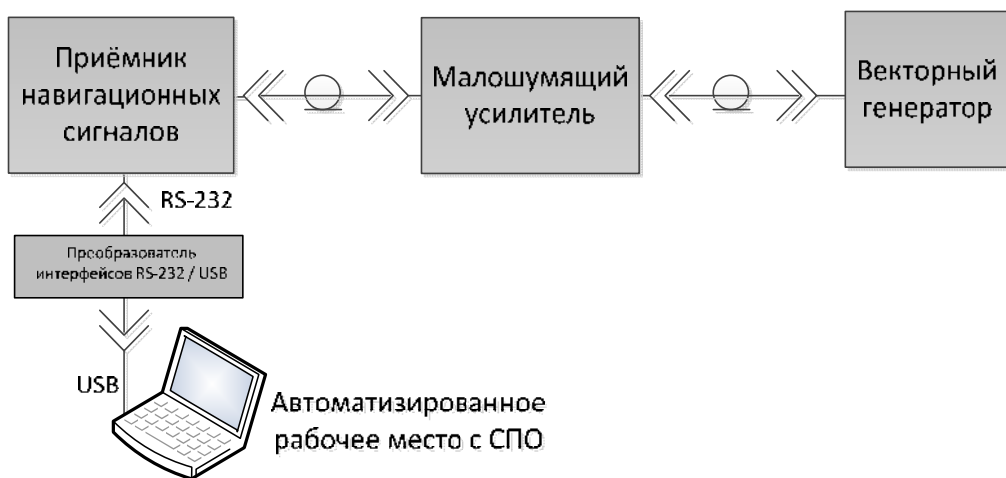 Приёмник
навигационных
сигналов
Малошумящий
усилитель
Векторный
генератор
RS-232
Преобразователь
интерфейсов RS-232 / USB
USB
Автоматизированное
рабочее место с СПО